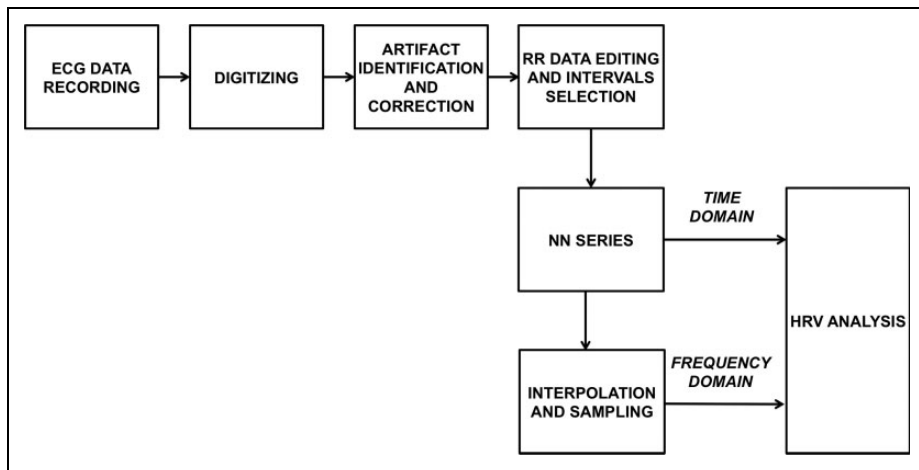 ECG DATA
RECORDING
DIGITIZING
ARTIFACT
IDENTIFICATION
AND
CORRECTION
RR DATA EDITING
AND INTERVALS
SELECTION
NN SERIES
TIME
DOMAIN
HRV ANALYSIS
INTERPOLATION
AND SAMPLING
FREQUENCY
DOMAIN